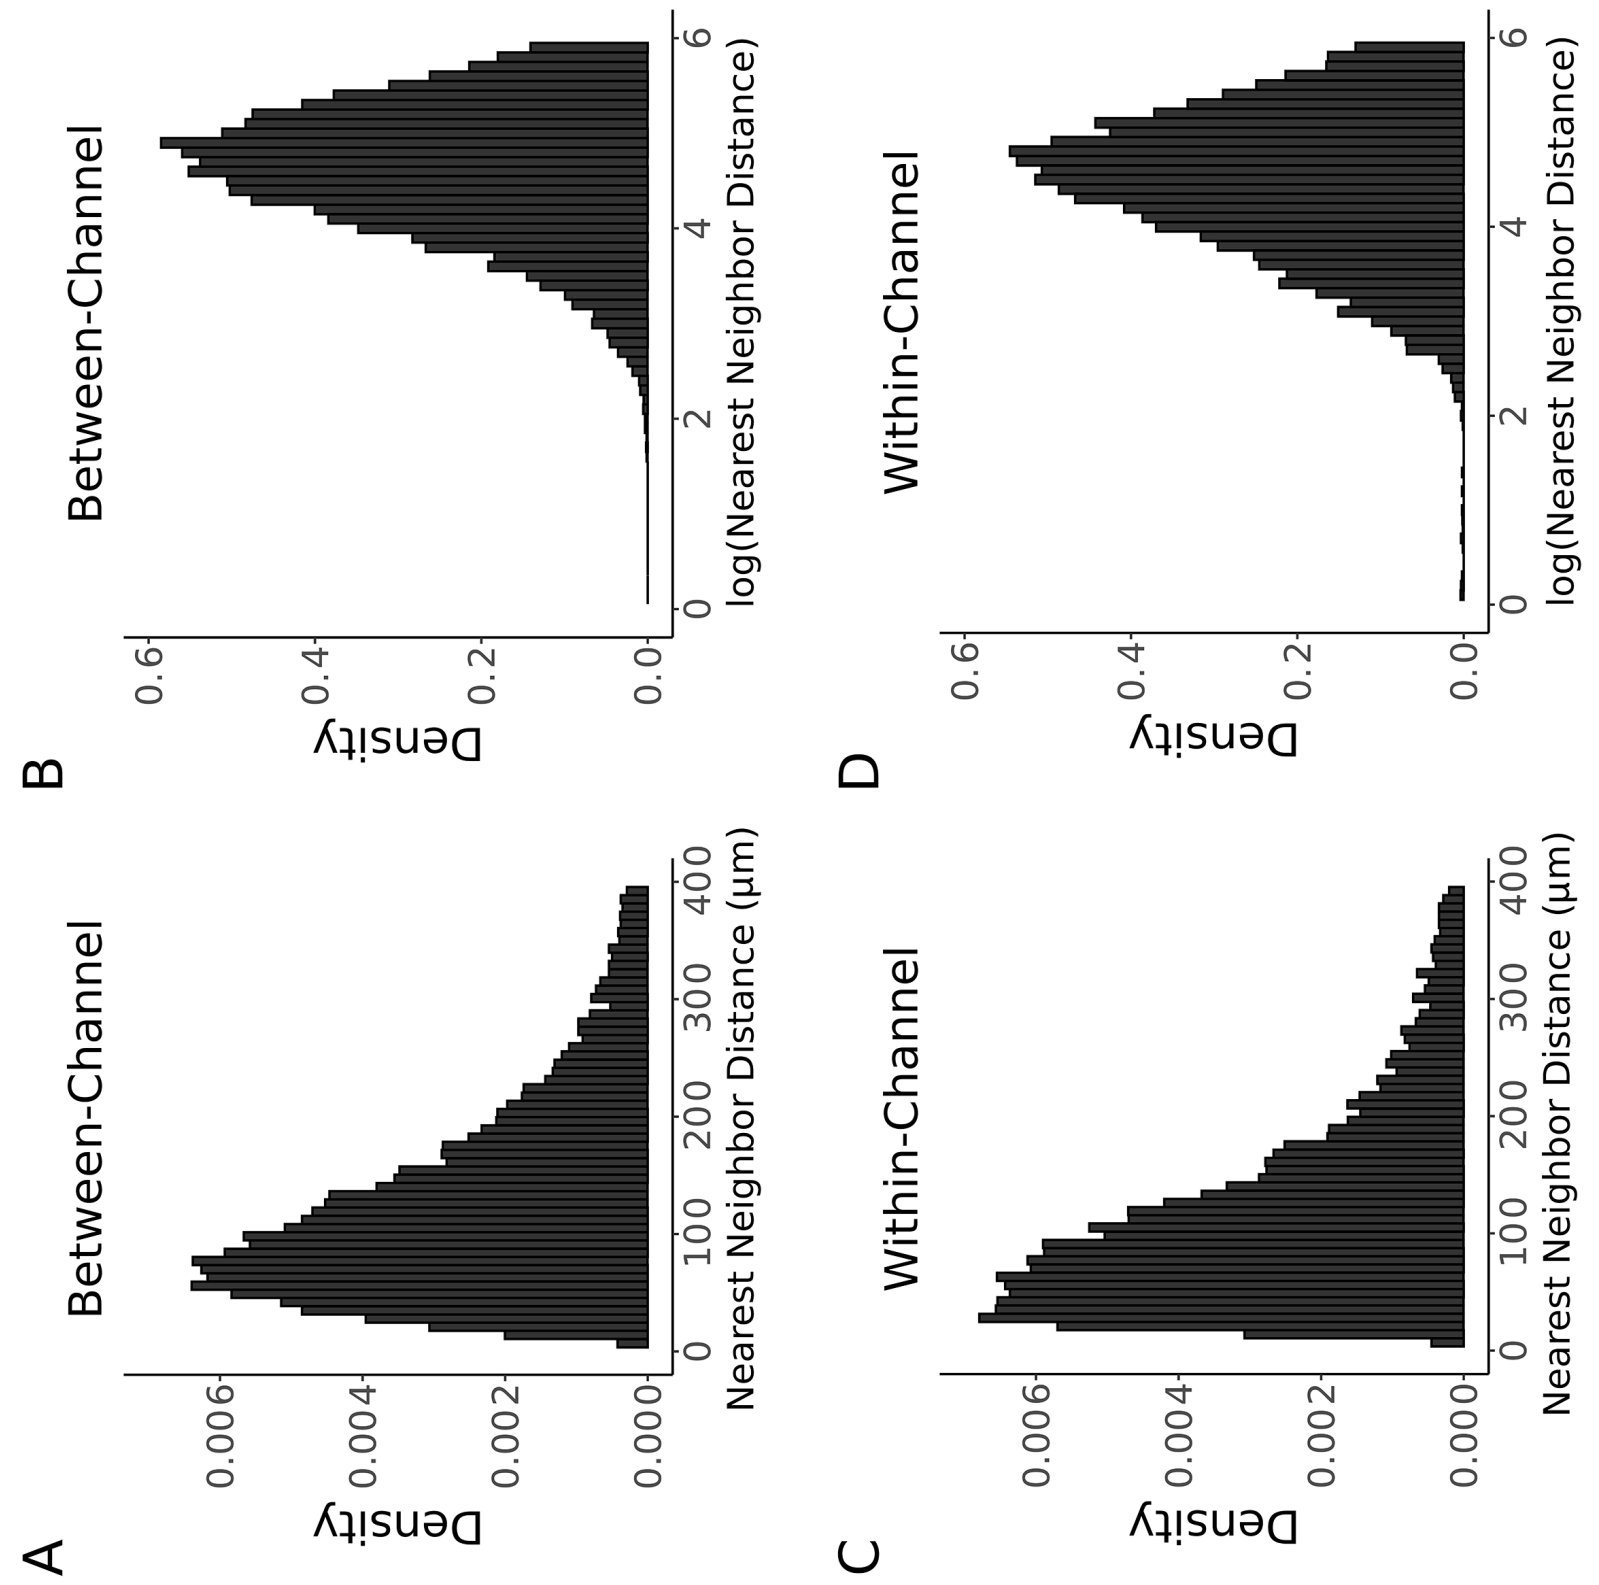 A
Between-Channel
Density
0.006
0.004
0.002
0.000
0 100 200 300 400
Nearest Neighbor Distance (µm)
B
Between-Channel
Density
0.6
0.4
0.2
0.0
0 2 4 6
log(Nearest Neighbor Distance)
C
Within-Channel
Density
0.006
0.004
0.002
0.000
0 100 200 300 400
Nearest Neighbor Distance (µm)
D
Within-Channel
Density
0.6
0.4
0.2
0.0
0 2 4 6
log(Nearest Neighbor Distance)